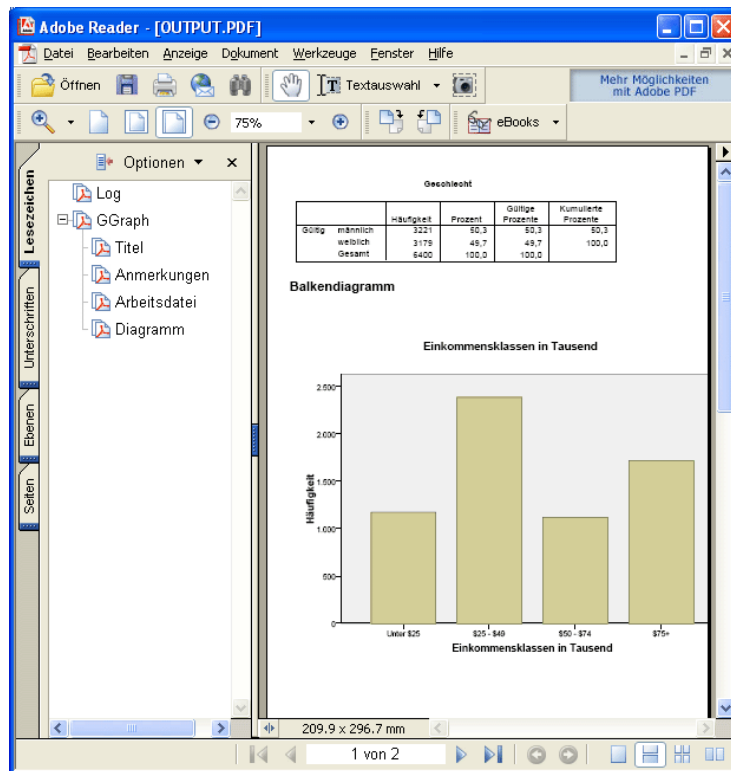 Adobe Reader - [OUTPUT.PDF]
Datei Bearbeiten Anzeige Dokument Werkzeuge Fenster Hilfe
Öffnen Textauswahl Mehr Möglichkeiten
mit Adobe PDF
75% eBooks
Lesezeichen
Unterschriften
Ebenen
Seiten
Optionen
Log
GGraph
Titel
Anmerkungen
Arbeitsdatei
Diagramm
Geschlecht
Häufigkeit Prozent Gültige Prozente Kumulierte Prozente
Gültig männlich 3221 50,3 50,3 50,3
weiblich 3179 49,7 49,7 100,0
Gesamt 6400 100,0 100,0
Balkendiagramm
Einkommensklassen in Tausend
Häufigkeit
2.500
2.000
1.500
1.000
500
0
Unter $25 $25 - $49 $50 - $74 $75+
Einkommensklassen in Tausend
209.9 x 296.7 mm
1 von 2